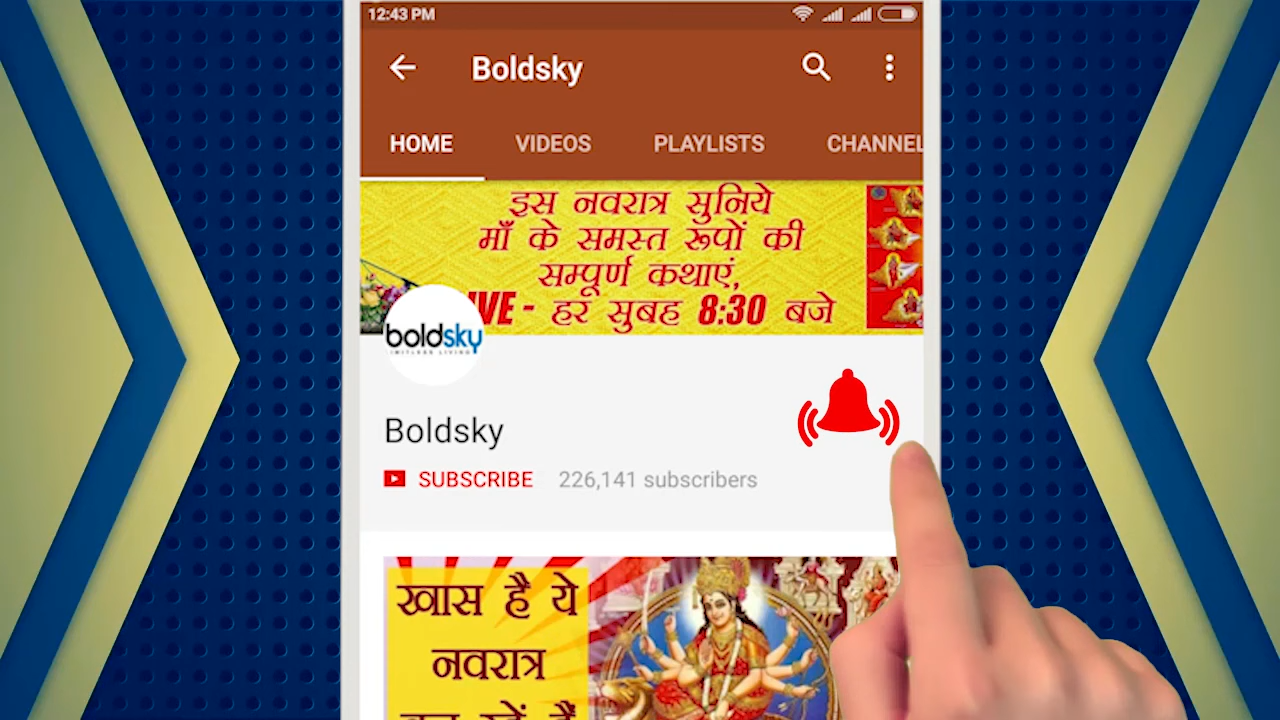 12:43 PM
Boldsky
HOME VIDEOS PLAYLISTS CHANNEL
इस नवरात्र सुनिये
माँ के समस्त रूपों की
सम्पूर्ण कथाएं,
IVE - हर सुबह 8:30 बजे
boldsky
Boldsky
SUBSCRIBE 226,141 subscribers
खास है ये
नवरात्र